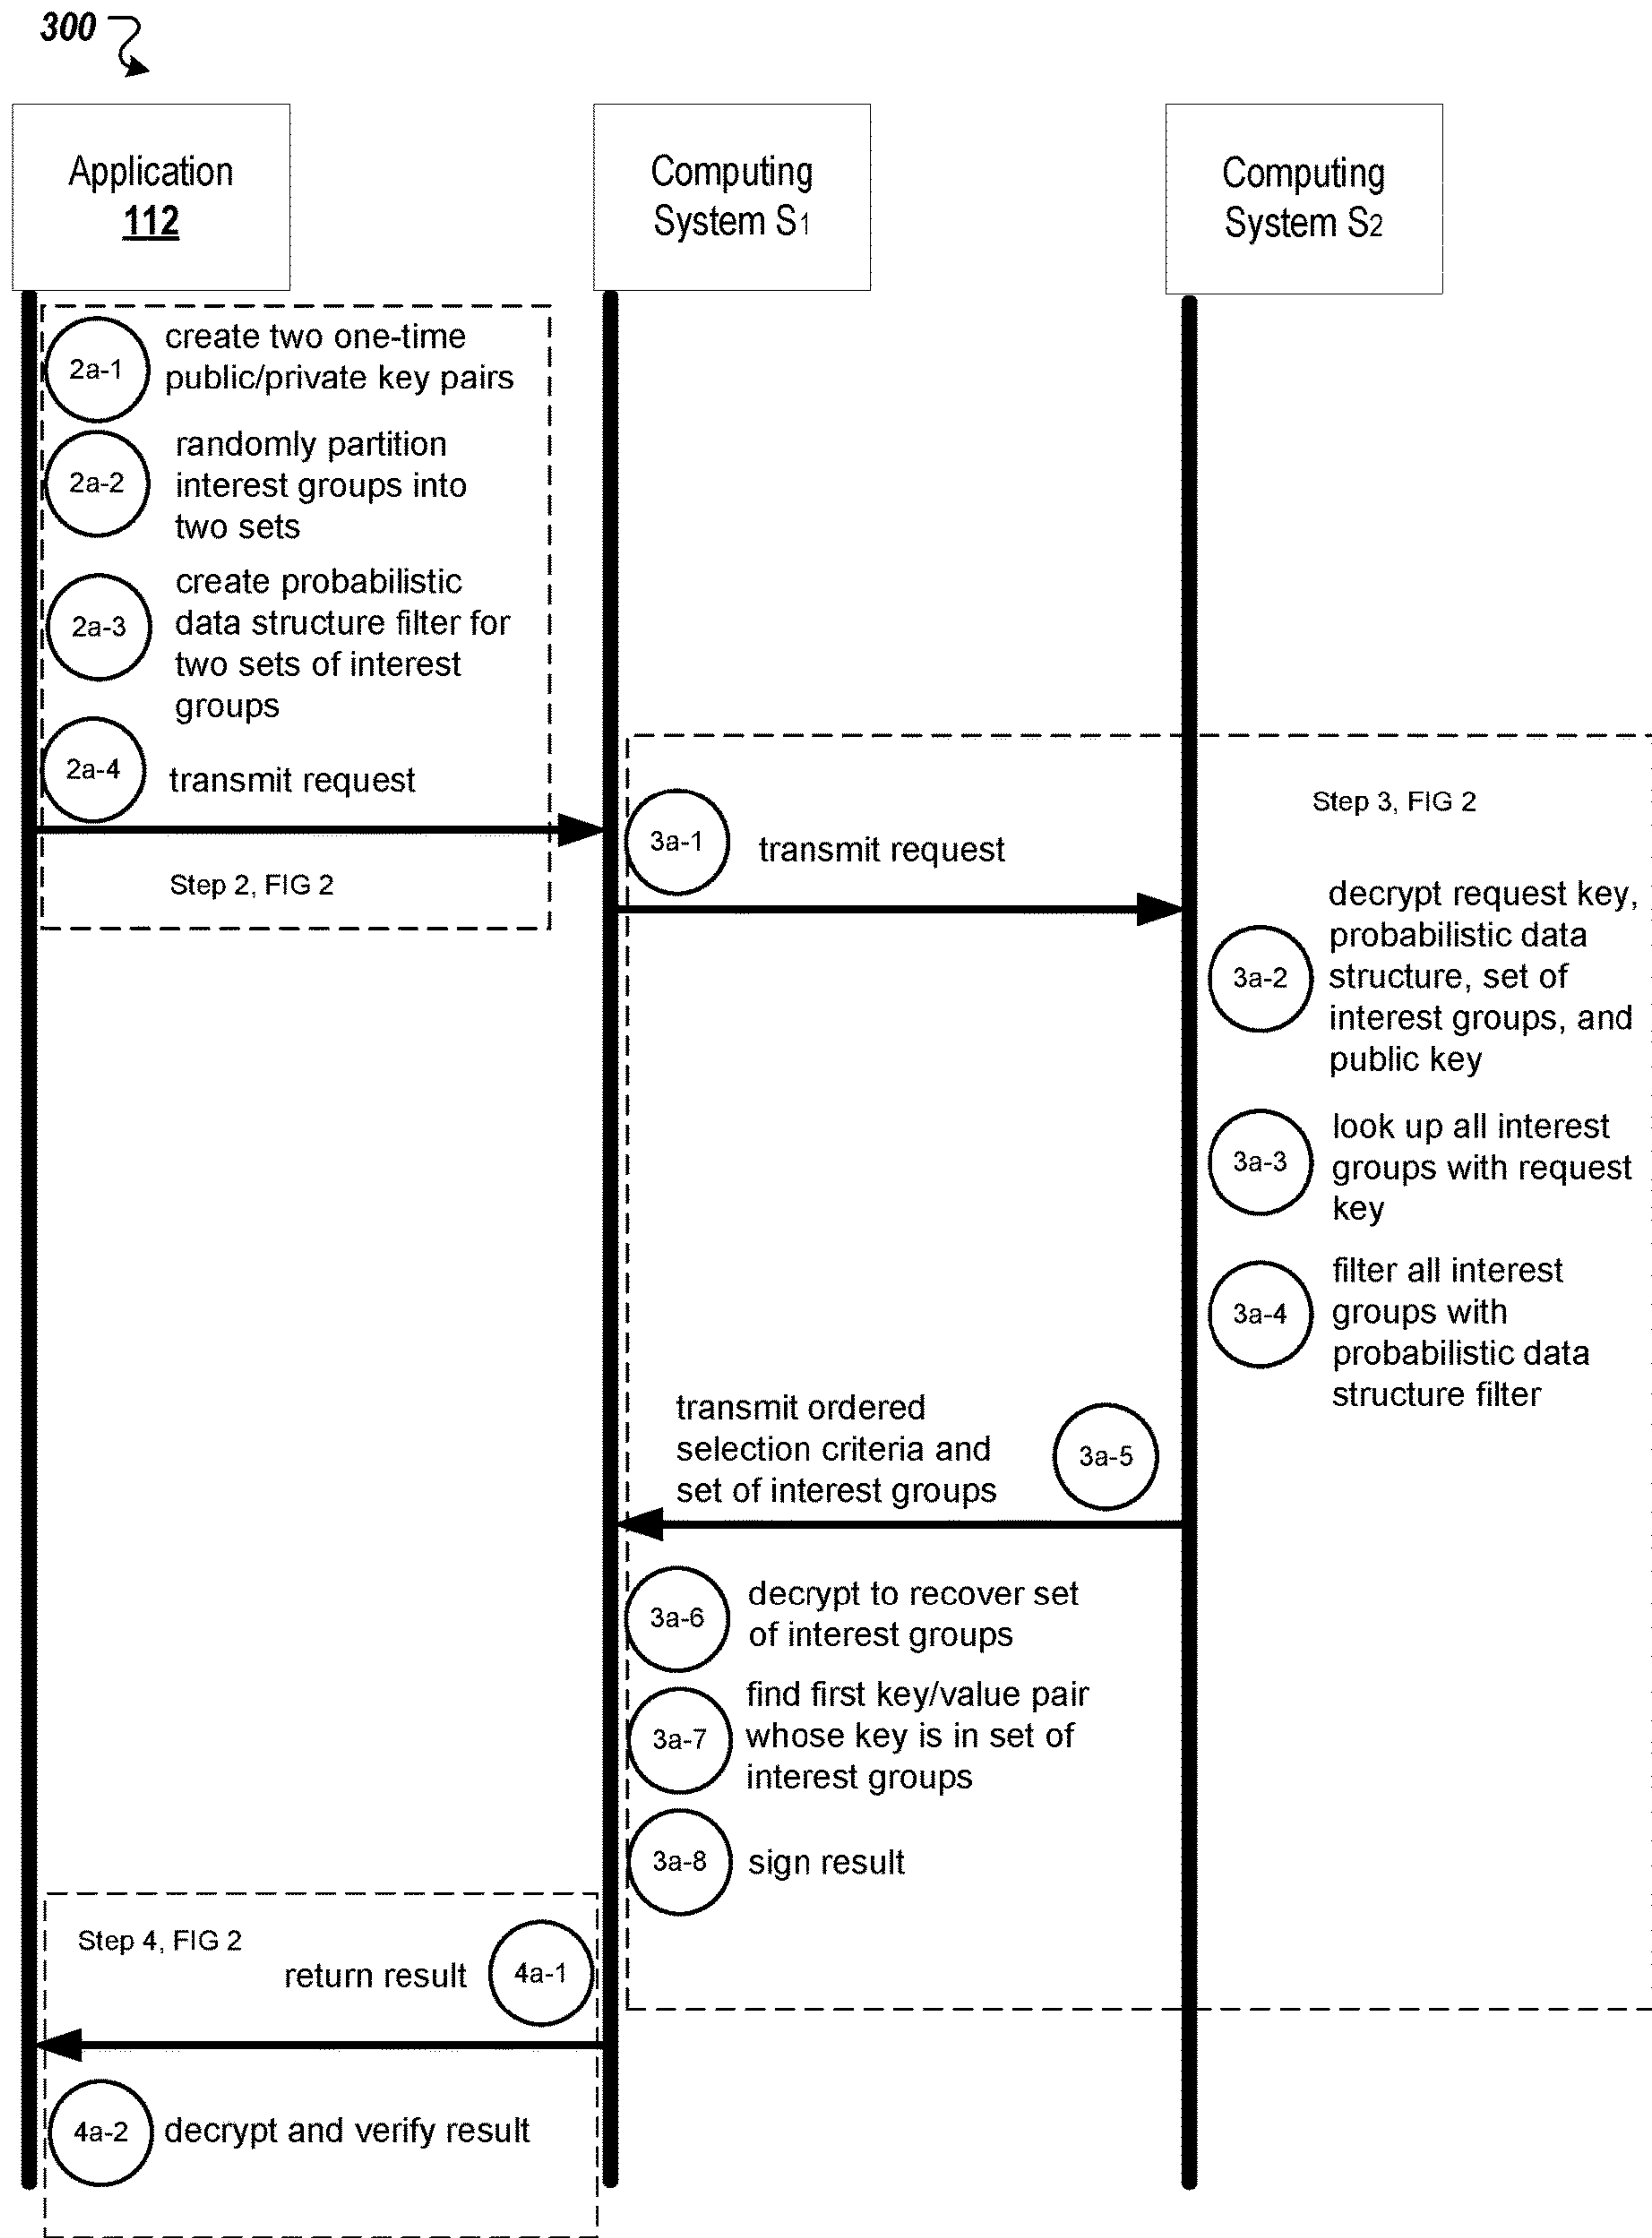 300
Application
112
Computing
System S1
Computing
System S2
2a-1
create two one-time
public/private key pairs
2a-2
randomly partition
interest groups into
two sets
2a-3
create probabilistic
data structure filter for
two sets of interest
groups
2a-4
transmit request
Step 2, FIG 2
Step 3, FIG 2
3a-1
transmit request
3a-2
decrypt request key,
probabilistic data
structure, set of
interest groups, and
public key
3a-3
look up all interest
groups with request
key
3a-4
filter all interest
groups with
probabilistic data
structure filter
transmit ordered
selection criteria and
set of interest groups
3a-5
3a-6
decrypt to recover set
of interest groups
3a-7
find first key/value pair
whose key is in set of
interest groups
3a-8
sign result
Step 4, FIG 2
return result
4a-1
4a-2
decrypt and verify result